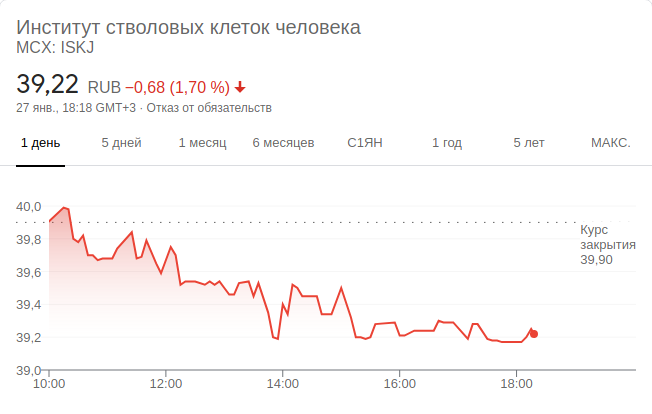 Институт стволовых клеток человека
MCX: ISKJ
39,22 RUB −0,68 (1,70 %)
27 янв., 18:18 GMT+3 · Отказ от обязательств
1 день 5 дней 1 месяц 6 месяцев С1ЯН 1 год 5 лет МАКС.
40,0
39,8
39,6
39,4
39,2
39,0
Курс
закрытия
39,90
10:00 12:00 14:00 16:00 18:00